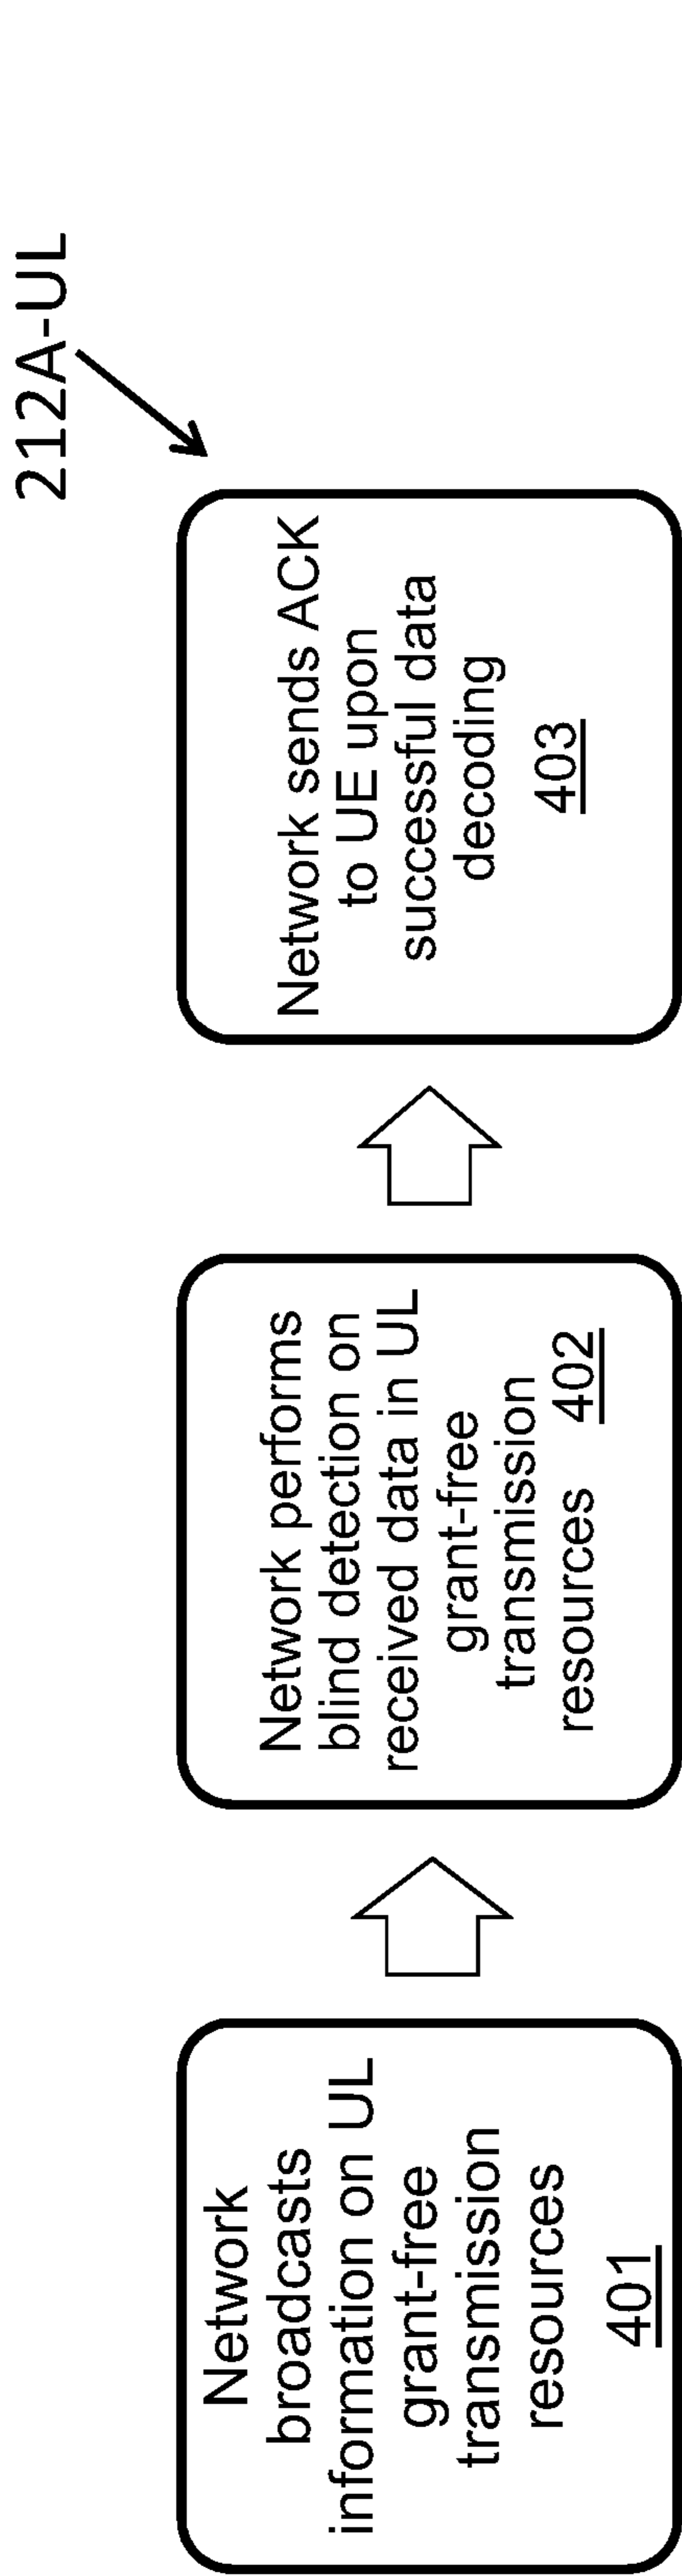 212A-UL
Network
broadcasts
information on UL
grant-free
transmission
resources
401
Network performs
blind detection on
received data in UL
grant-free
transmission
resources 402
Network sends ACK
to UE upon
successful data
decoding
403